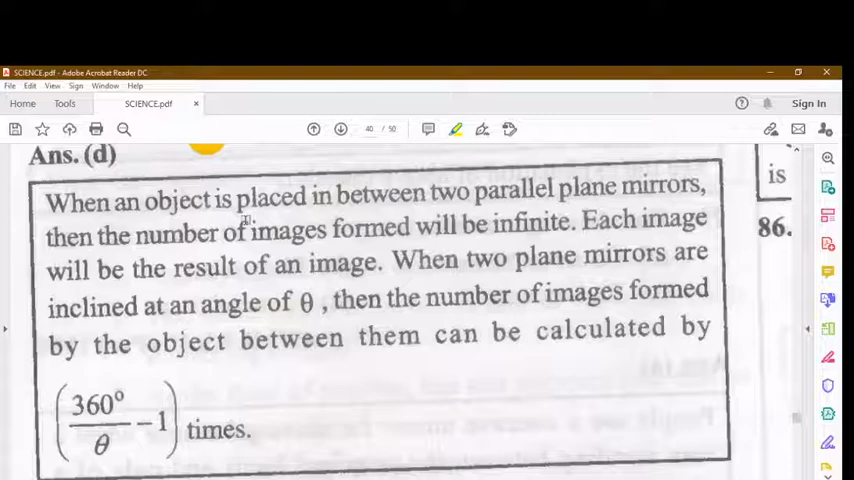 SCIENCE.pdf - Adobe Acrobat Reader DC
File Edit View Sign Window Help
Home Tools SCIENCE.pdf × Sign In
40 / 50
Ans. (d)
When an object is placed in between two parallel plane mirrors,
then the number of images formed will be infinite. Each image
will be the result of an image. When two plane mirrors are
inclined at an angle of θ, then the number of images formed
by the object between them can be calculated by
(360°/θ − 1) times.
is
86.